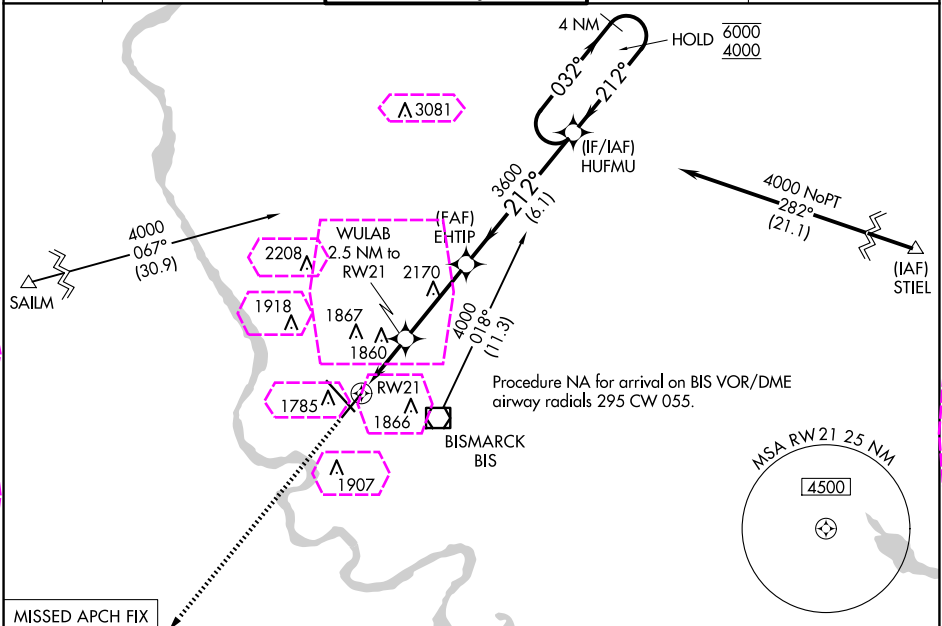 4 NM
HOLD 6000
4000
032°
212°
3081
(IF/IAF)
HUFMU
3600
212°
(6.1)
4000 NoPT
282°
(21.1)
(IAF)
STIEL
4000
067°
(30.9)
SAILM
(FAF)
EHTIP
WULAB
2.5 NM to
RW21
2208
2170
1918
1867
1860
4000
018°
(11.3)
Procedure NA for arrival on BIS VOR/DME
airway radials 295 CW 055.
RW21
1785
1866
BISMARCK
BIS
1907
MSA RW21 25 NM
4500
MISSED APCH FIX